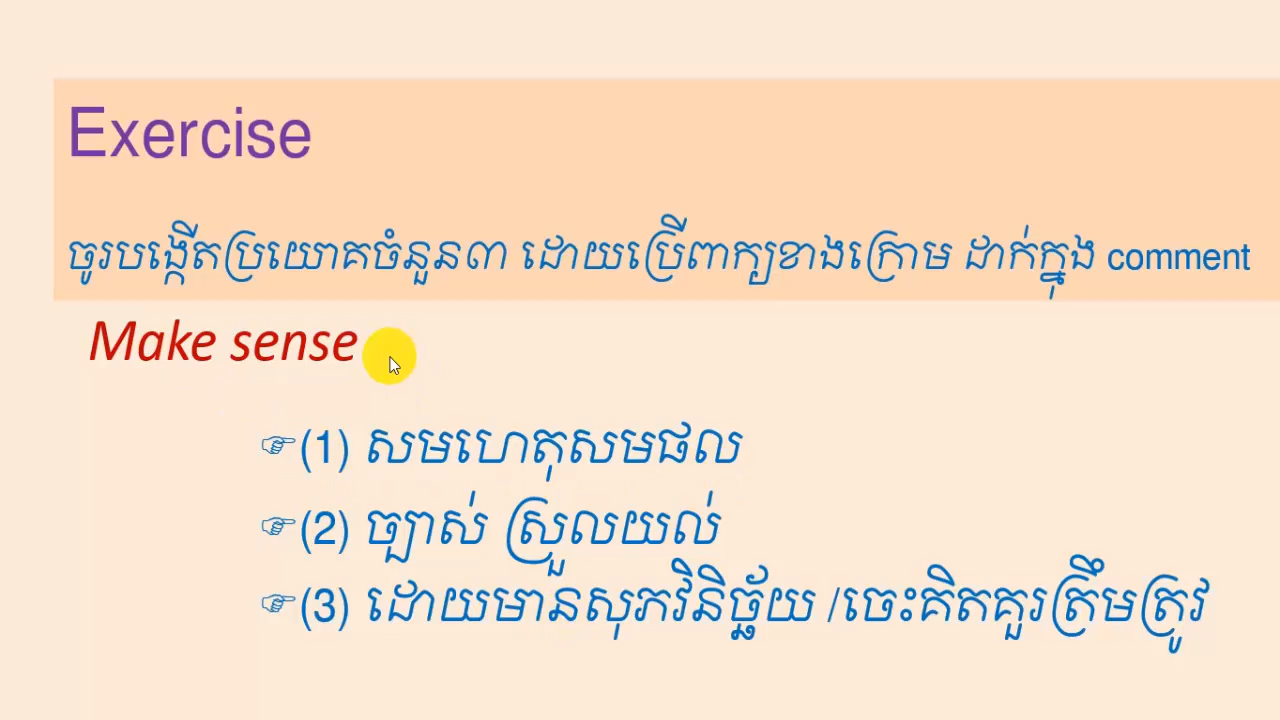 Exercise
ចូរបង្កើតប្រយោគចំនួន៣ ដោយប្រើពាក្យខាងក្រោម ដាក់ក្នុង comment
Make sense
☞(1) សមហេតុសមផល
☞(2) ច្បាស់ ស្រួលយល់
☞(3) ដោយមានសុភវិនិច្ឆ័យ /ចេះគិតគួរត្រឹមត្រូវ